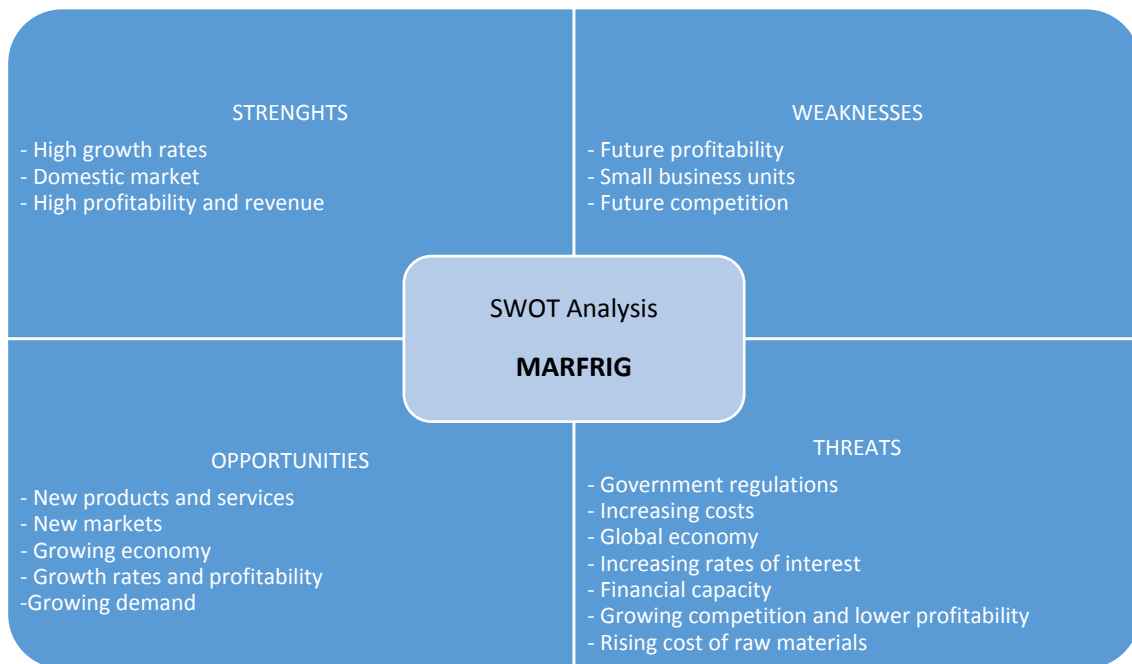 STRENGHTS
- High growth rates
- Domestic market
- High profitability and revenue
WEAKNESSES
- Future profitability
- Small business units
- Future competition
SWOT Analysis
MARFRIG
OPPORTUNITIES
- New products and services
- New markets
- Growing economy
- Growth rates and profitability
-Growing demand
THREATS
- Government regulations
- Increasing costs
- Global economy
- Increasing rates of interest
- Financial capacity
- Growing competition and lower profitability
- Rising cost of raw materials